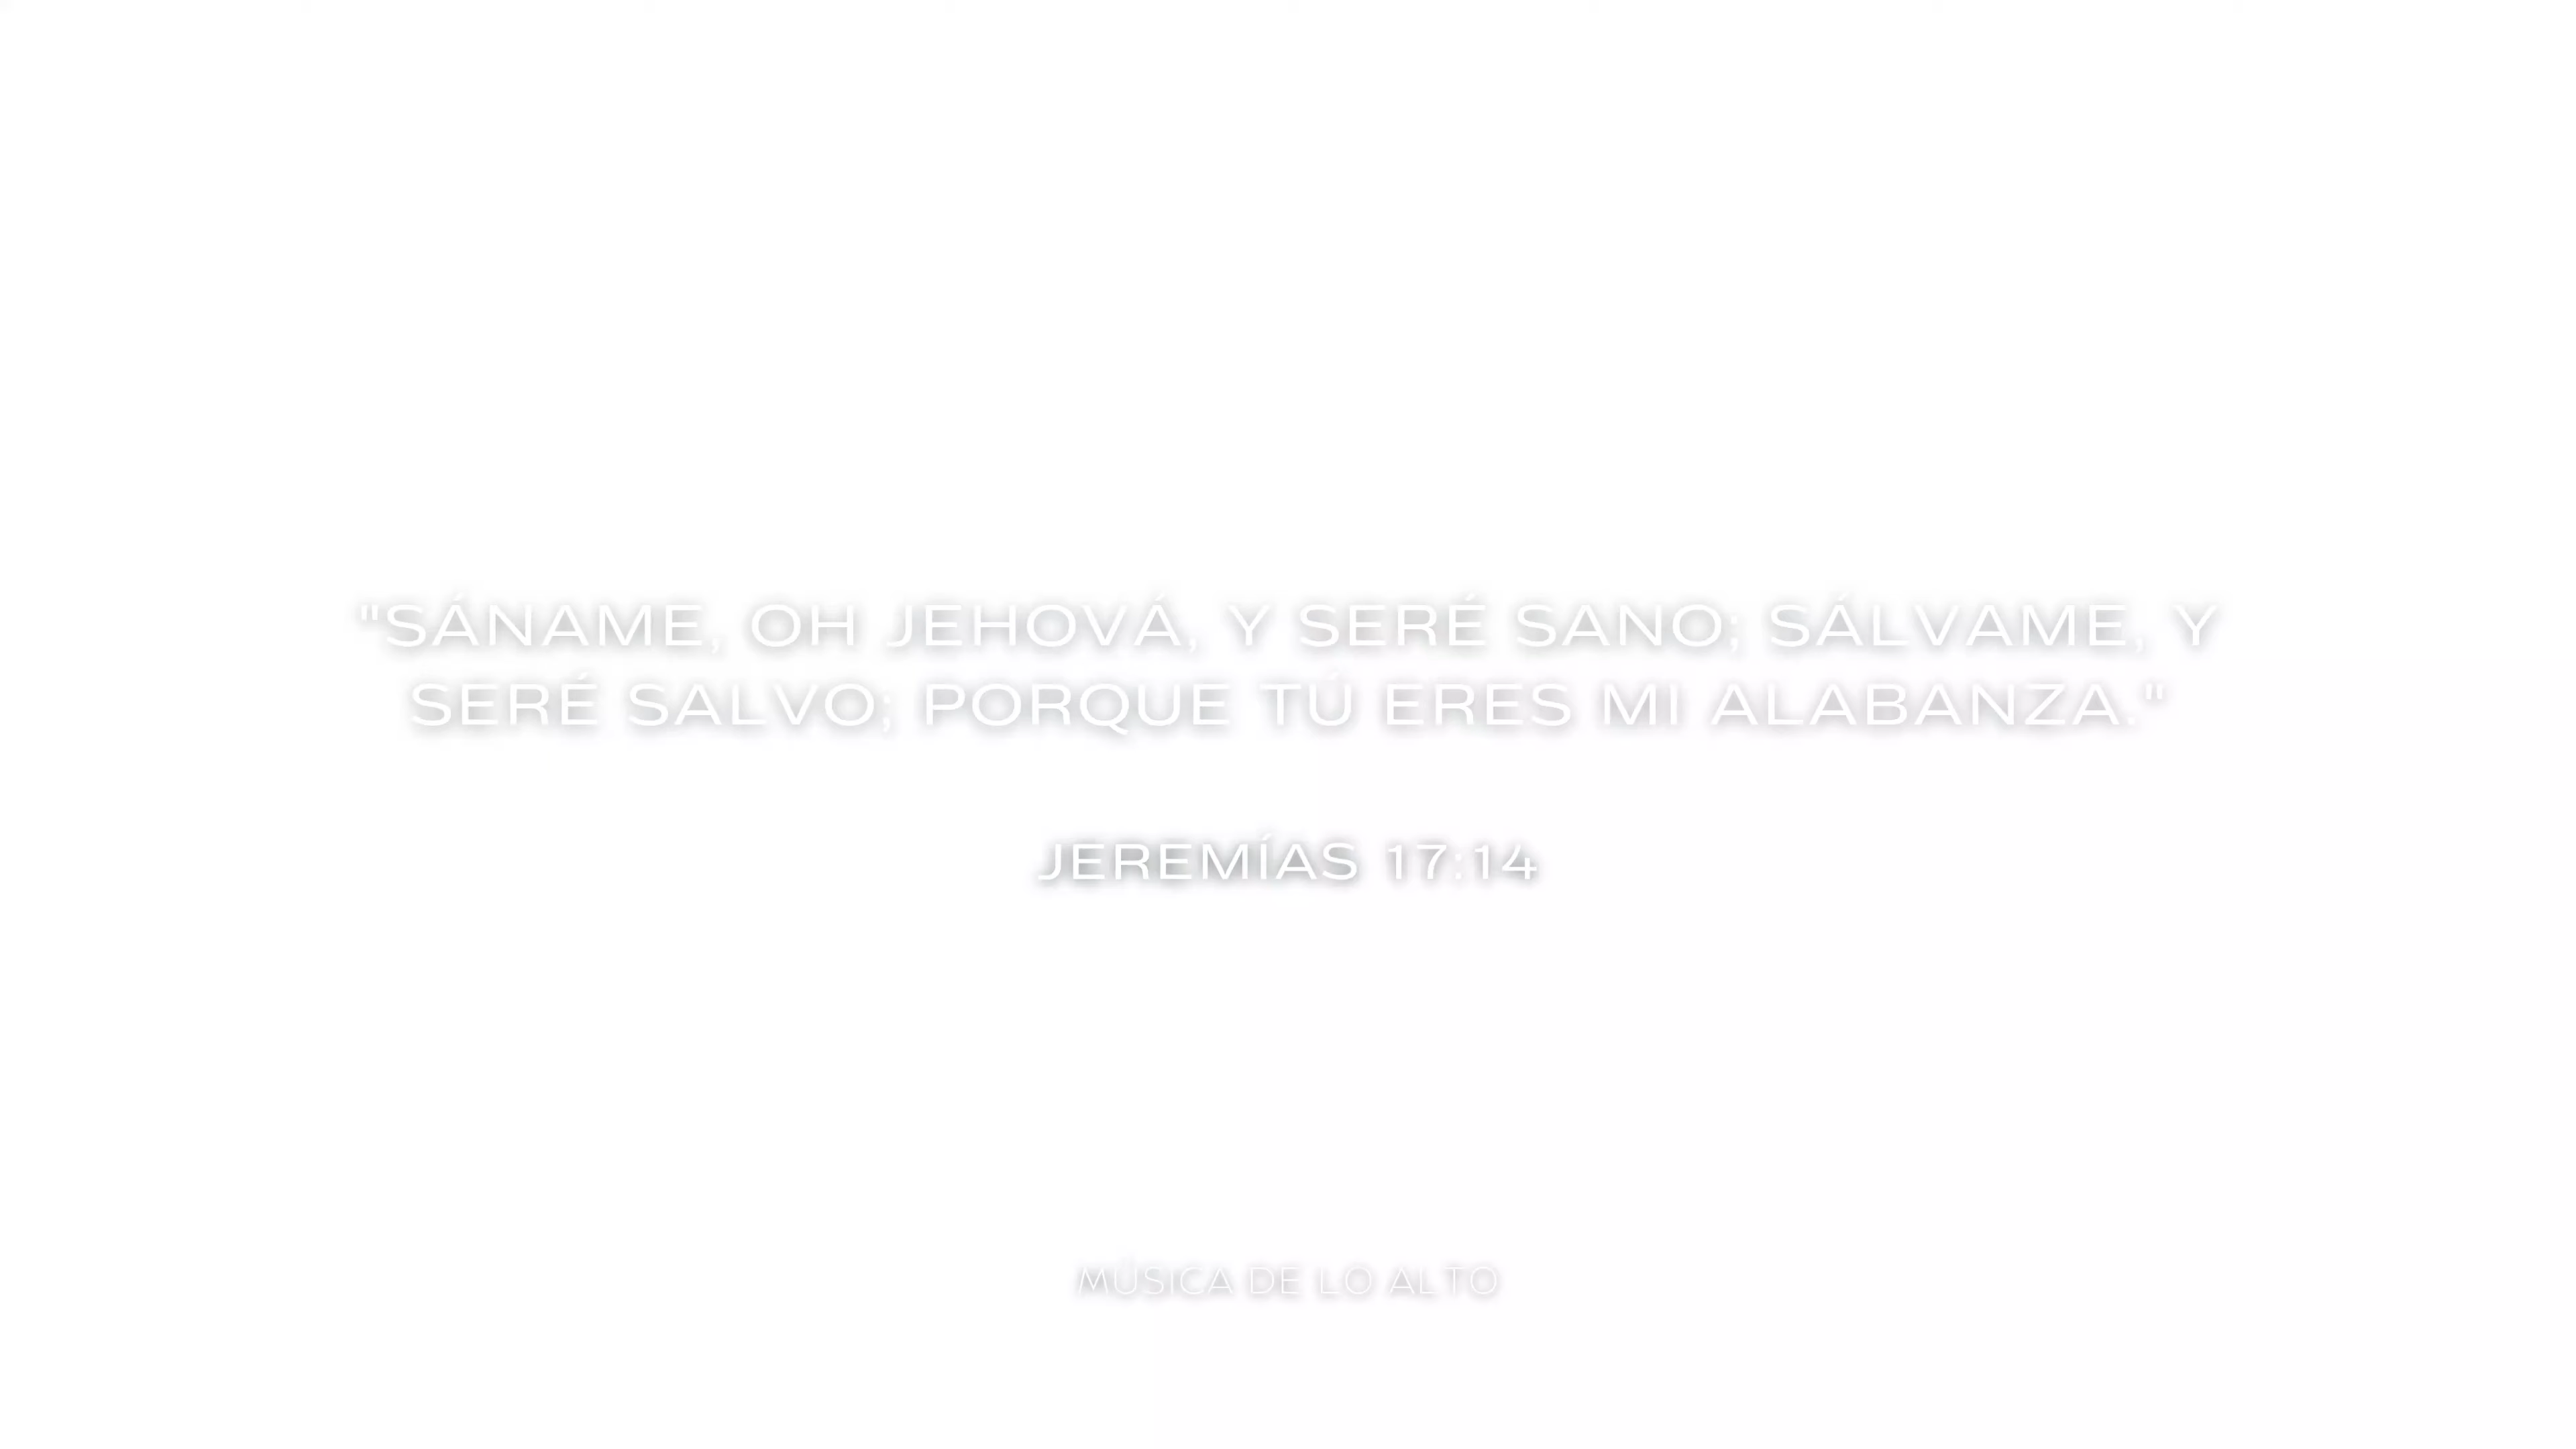 "SÁNAME, OH JEHOVÁ, Y SERÉ SANO; SÁLVAME, Y
SERÉ SALVO; PORQUE TÚ ERES MI ALABANZA."
JEREMÍAS 17:14
MÚSICA DE LO ALTO